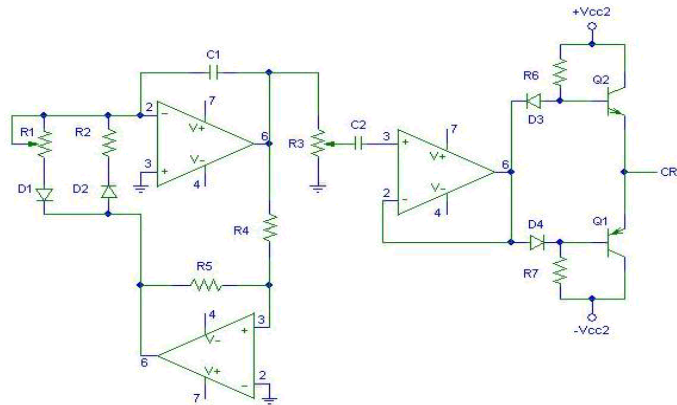 +Vcc2
C1
R6
Q2
2
−
7
R1
R2
V+
6
R3
C2
D3
7
3
+
V−
3
+
V+
4
6
CR
D1
D2
2
−
V−
4
R4
D4
Q1
R5
R7
4
3
V−
+
-Vcc2
6
V+
2
7
−